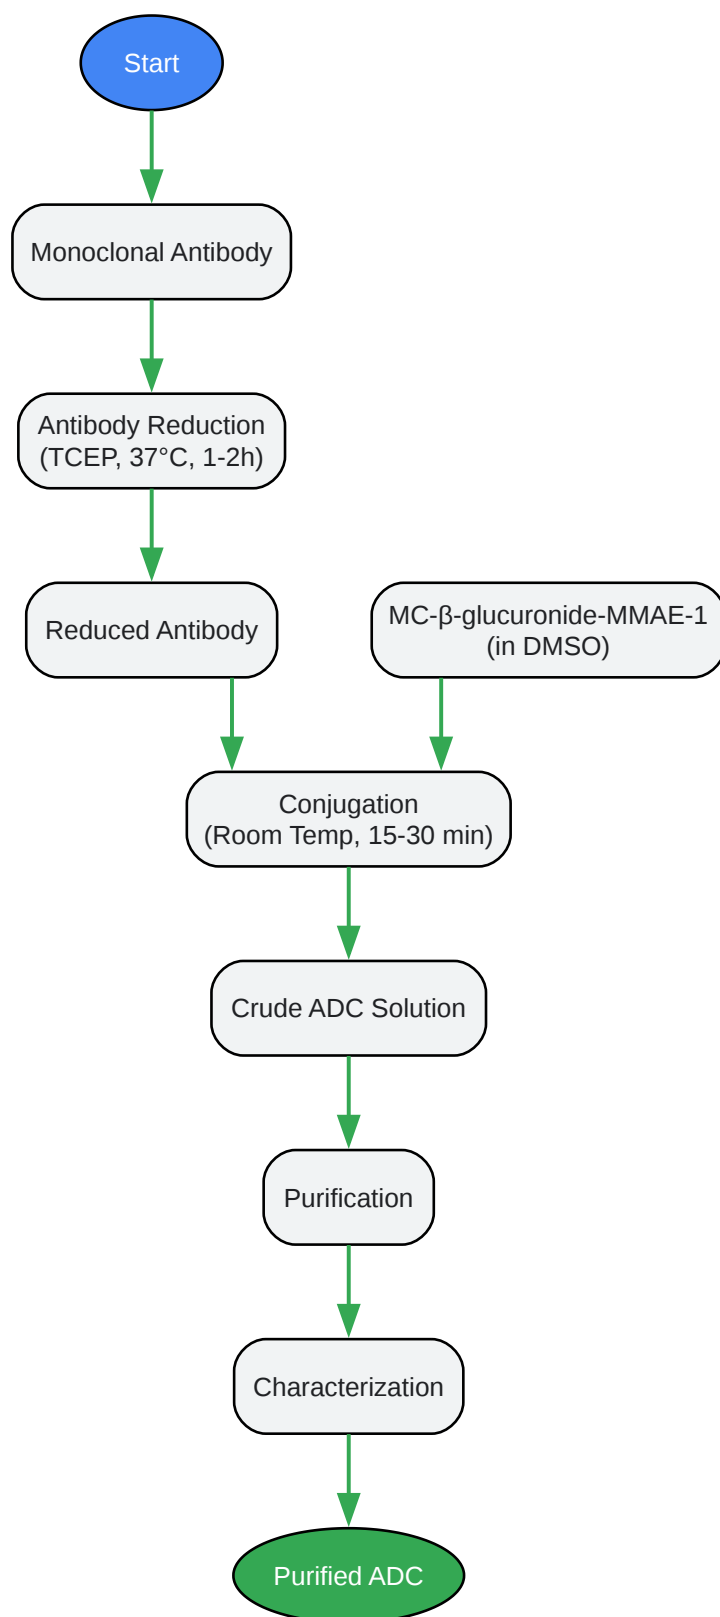 Start
Monoclonal Antibody
Antibody Reduction
(TCEP, 37°C, 1-2h)
Reduced Antibody
MC-β-glucuronide-MMAE-1
(in DMSO)
Conjugation
(Room Temp, 15-30 min)
Crude ADC Solution
Purification
Characterization
Purified ADC